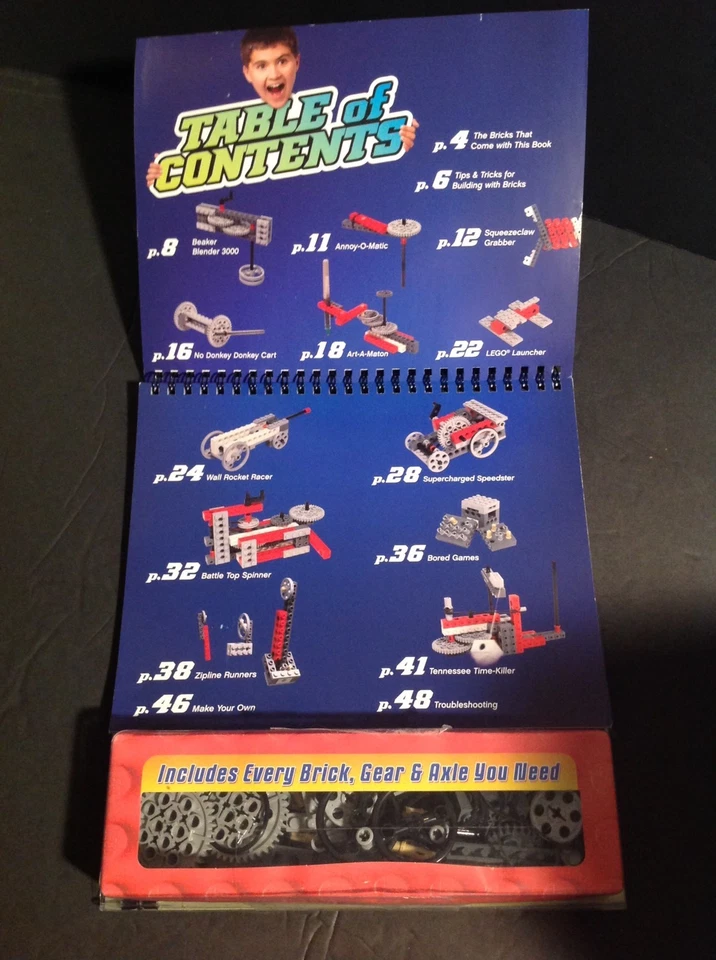 TABLE of
CONTENTS
p. 4 The Bricks That
Come with This Book
p. 6 Tips & Tricks for
Building with Bricks
p.8 Beaker
Blender 3000
p.11 Annoy-O-Matic
p.12 Squeezeclaw
Grabber
p.16 No Donkey Donkey Cart
p.18 Art-A-Maton
p.22 LEGO® Launcher
p.24 Wall Rocket Racer
p.28 Supercharged Speedster
p.32 Battle Top Spinner
p.36 Bored Games
p.38 Zipline Runners
p.41 Tennessee Time-Killer
p.46 Make Your Own
p.48 Troubleshooting
Includes Every Brick, Gear & Axle You Need